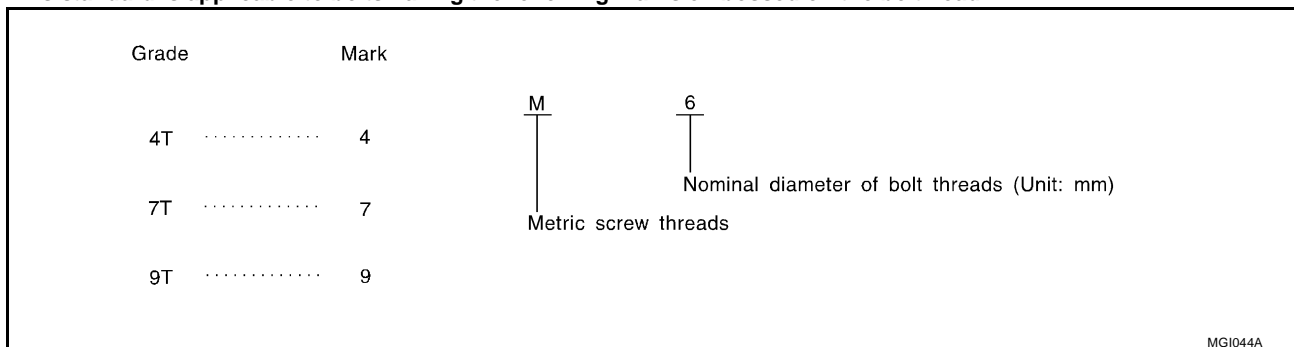 Grade Mark
M 6
4T ············· 4
Nominal diameter of bolt threads (Unit: mm)
7T ············· 7
Metric screw threads
9T ············· 9
MGI044A